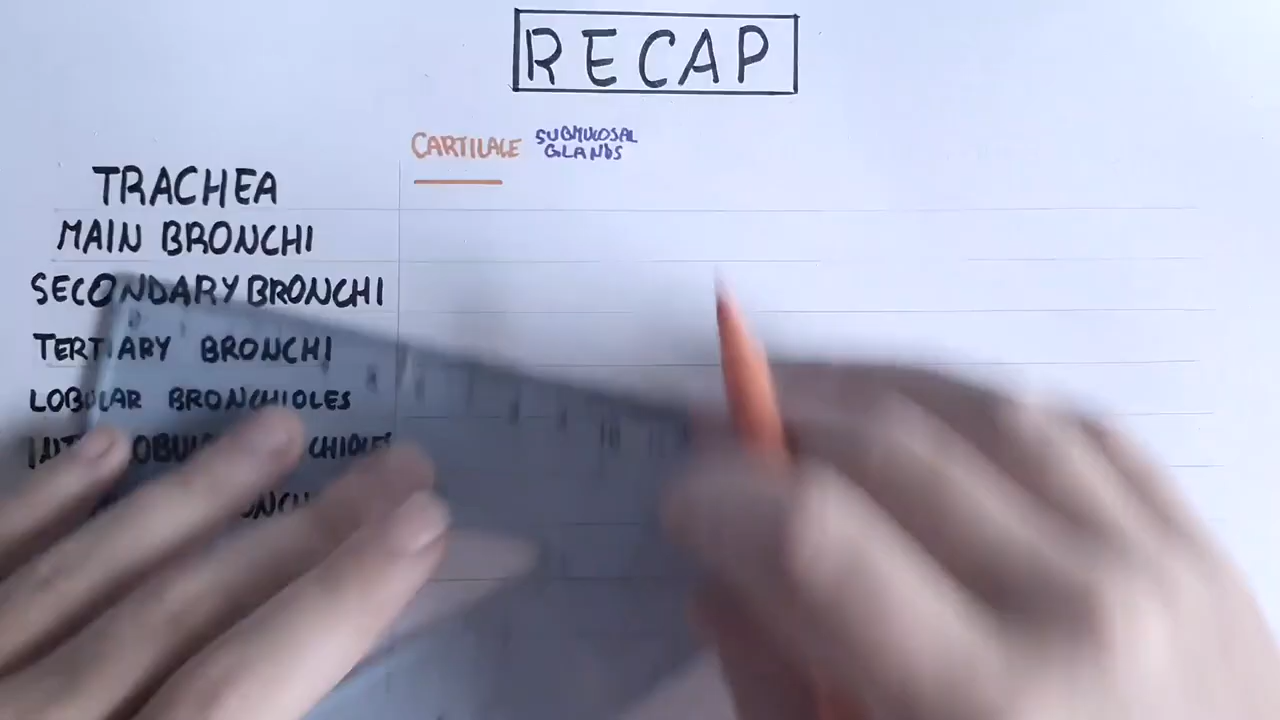 RECAP
CARTILAGE SUBMUCOSAL
GLANDS
TRACHEA
MAIN BRONCHI
SECONDARY BRONCHI
TERTIARY BRONCHI
LOBULAR BRONCHIOLES